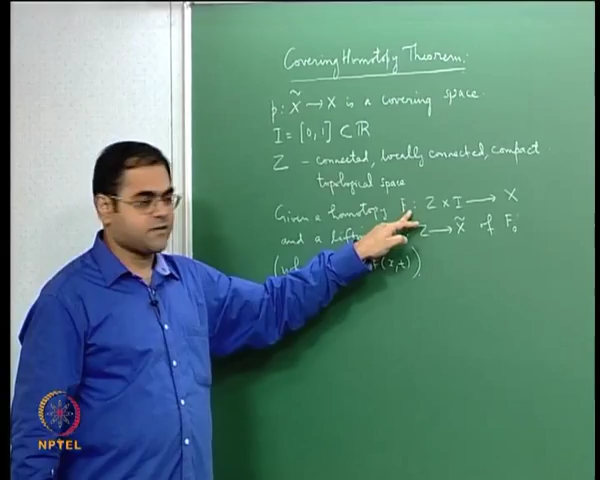 Covering Homotopy Theorem:
p: X̃ → X is a covering space.
I = [0,1] ⊂ ℝ
Z - connected, locally connected, compact
topological space
Given a homotopy F: Z × I → X
and a lifting Z → X̃ of F₀
F(z,t))
NPTEL